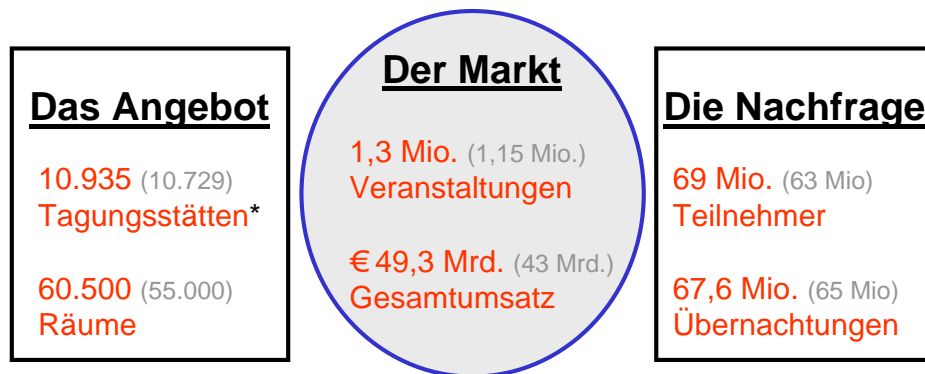 Das Angebot
10.935 (10.729)
Tagungsstätten*
60.500 (55.000)
Räume
Der Markt
1,3 Mio. (1,15 Mio.)
Veranstaltungen
€ 49,3 Mrd. (43 Mrd.)
Gesamtumsatz
Die Nachfrage
69 Mio. (63 Mio)
Teilnehmer
67,6 Mio. (65 Mio)
Übernachtungen